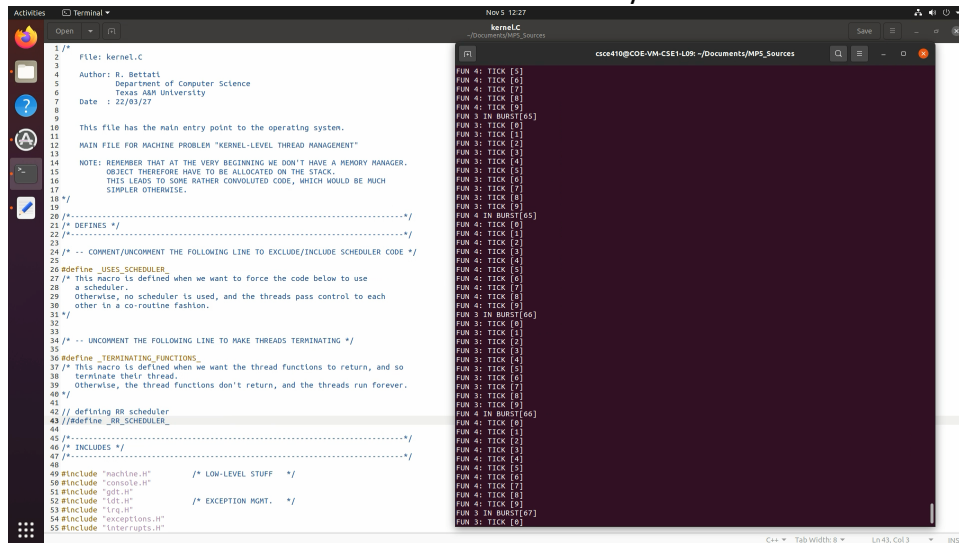 Activities
Terminal
Nov 5 12:27
Open
kernel.C
~/Documents/MP5_Sources
Save
1 /*
2 File: kernel.C
3
4 Author: R. Bettati
5 Department of Computer Science
6 Texas A&M University
7 Date : 22/03/27
8
9
10 This file has the main entry point to the operating system.
11
12 MAIN FILE FOR MACHINE PROBLEM "KERNEL-LEVEL THREAD MANAGEMENT"
13
14 NOTE: REMEMBER THAT AT THE VERY BEGINNING WE DON'T HAVE A MEMORY MANAGER.
15 OBJECT THEREFORE HAVE TO BE ALLOCATED ON THE STACK.
16 THIS LEADS TO SOME RATHER CONVOLUTED CODE, WHICH WOULD BE MUCH
17 SIMPLER OTHERWISE.
18 */
19
20 /*--------------------------------------------------------------------------*/
21 /* DEFINES */
22 /*--------------------------------------------------------------------------*/
23
24 /* -- COMMENT/UNCOMMENT THE FOLLOWING LINE TO EXCLUDE/INCLUDE SCHEDULER CODE */
25
26 #define _USES_SCHEDULER_
27 /* This macro is defined when we want to force the code below to use
28 a scheduler.
29 Otherwise, no scheduler is used, and the threads pass control to each
30 other in a co-routine fashion.
31 */
32
33
34 /* -- UNCOMMENT THE FOLLOWING LINE TO MAKE THREADS TERMINATING */
35
36 #define _TERMINATING_FUNCTIONS_
37 /* This macro is defined when we want the thread functions to return, and so
38 terminate their thread.
39 Otherwise, the thread functions don't return, and the threads run forever.
40 */
41
42 // defining RR scheduler
43 //#define _RR_SCHEDULER_
44
45 /*--------------------------------------------------------------------------*/
46 /* INCLUDES */
47 /*--------------------------------------------------------------------------*/
48
49 #include "machine.H" /* LOW-LEVEL STUFF */
50 #include "console.H"
51 #include "gdt.H"
52 #include "idt.H" /* EXCEPTION MGMT. */
53 #include "irq.H"
54 #include "exceptions.H"
55 #include "interrupts.H"
csce410@COE-VM-CSE1-L09: ~/Documents/MP5_Sources
FUN 4: TICK [5]
FUN 4: TICK [6]
FUN 4: TICK [7]
FUN 4: TICK [8]
FUN 4: TICK [9]
FUN 3 IN BURST[65]
FUN 3: TICK [0]
FUN 3: TICK [1]
FUN 3: TICK [2]
FUN 3: TICK [3]
FUN 3: TICK [4]
FUN 3: TICK [5]
FUN 3: TICK [6]
FUN 3: TICK [7]
FUN 3: TICK [8]
FUN 3: TICK [9]
FUN 4 IN BURST[65]
FUN 4: TICK [0]
FUN 4: TICK [1]
FUN 4: TICK [2]
FUN 4: TICK [3]
FUN 4: TICK [4]
FUN 4: TICK [5]
FUN 4: TICK [6]
FUN 4: TICK [7]
FUN 4: TICK [8]
FUN 4: TICK [9]
FUN 3 IN BURST[66]
FUN 3: TICK [0]
FUN 3: TICK [1]
FUN 3: TICK [2]
FUN 3: TICK [3]
FUN 3: TICK [4]
FUN 3: TICK [5]
FUN 3: TICK [6]
FUN 3: TICK [7]
FUN 3: TICK [8]
FUN 3: TICK [9]
FUN 4 IN BURST[66]
FUN 4: TICK [0]
FUN 4: TICK [1]
FUN 4: TICK [2]
FUN 4: TICK [3]
FUN 4: TICK [4]
FUN 4: TICK [5]
FUN 4: TICK [6]
FUN 4: TICK [7]
FUN 4: TICK [8]
FUN 4: TICK [9]
FUN 3 IN BURST[67]
FUN 3: TICK [0]
C++
Tab Width: 8
Ln 43, Col 3
INS